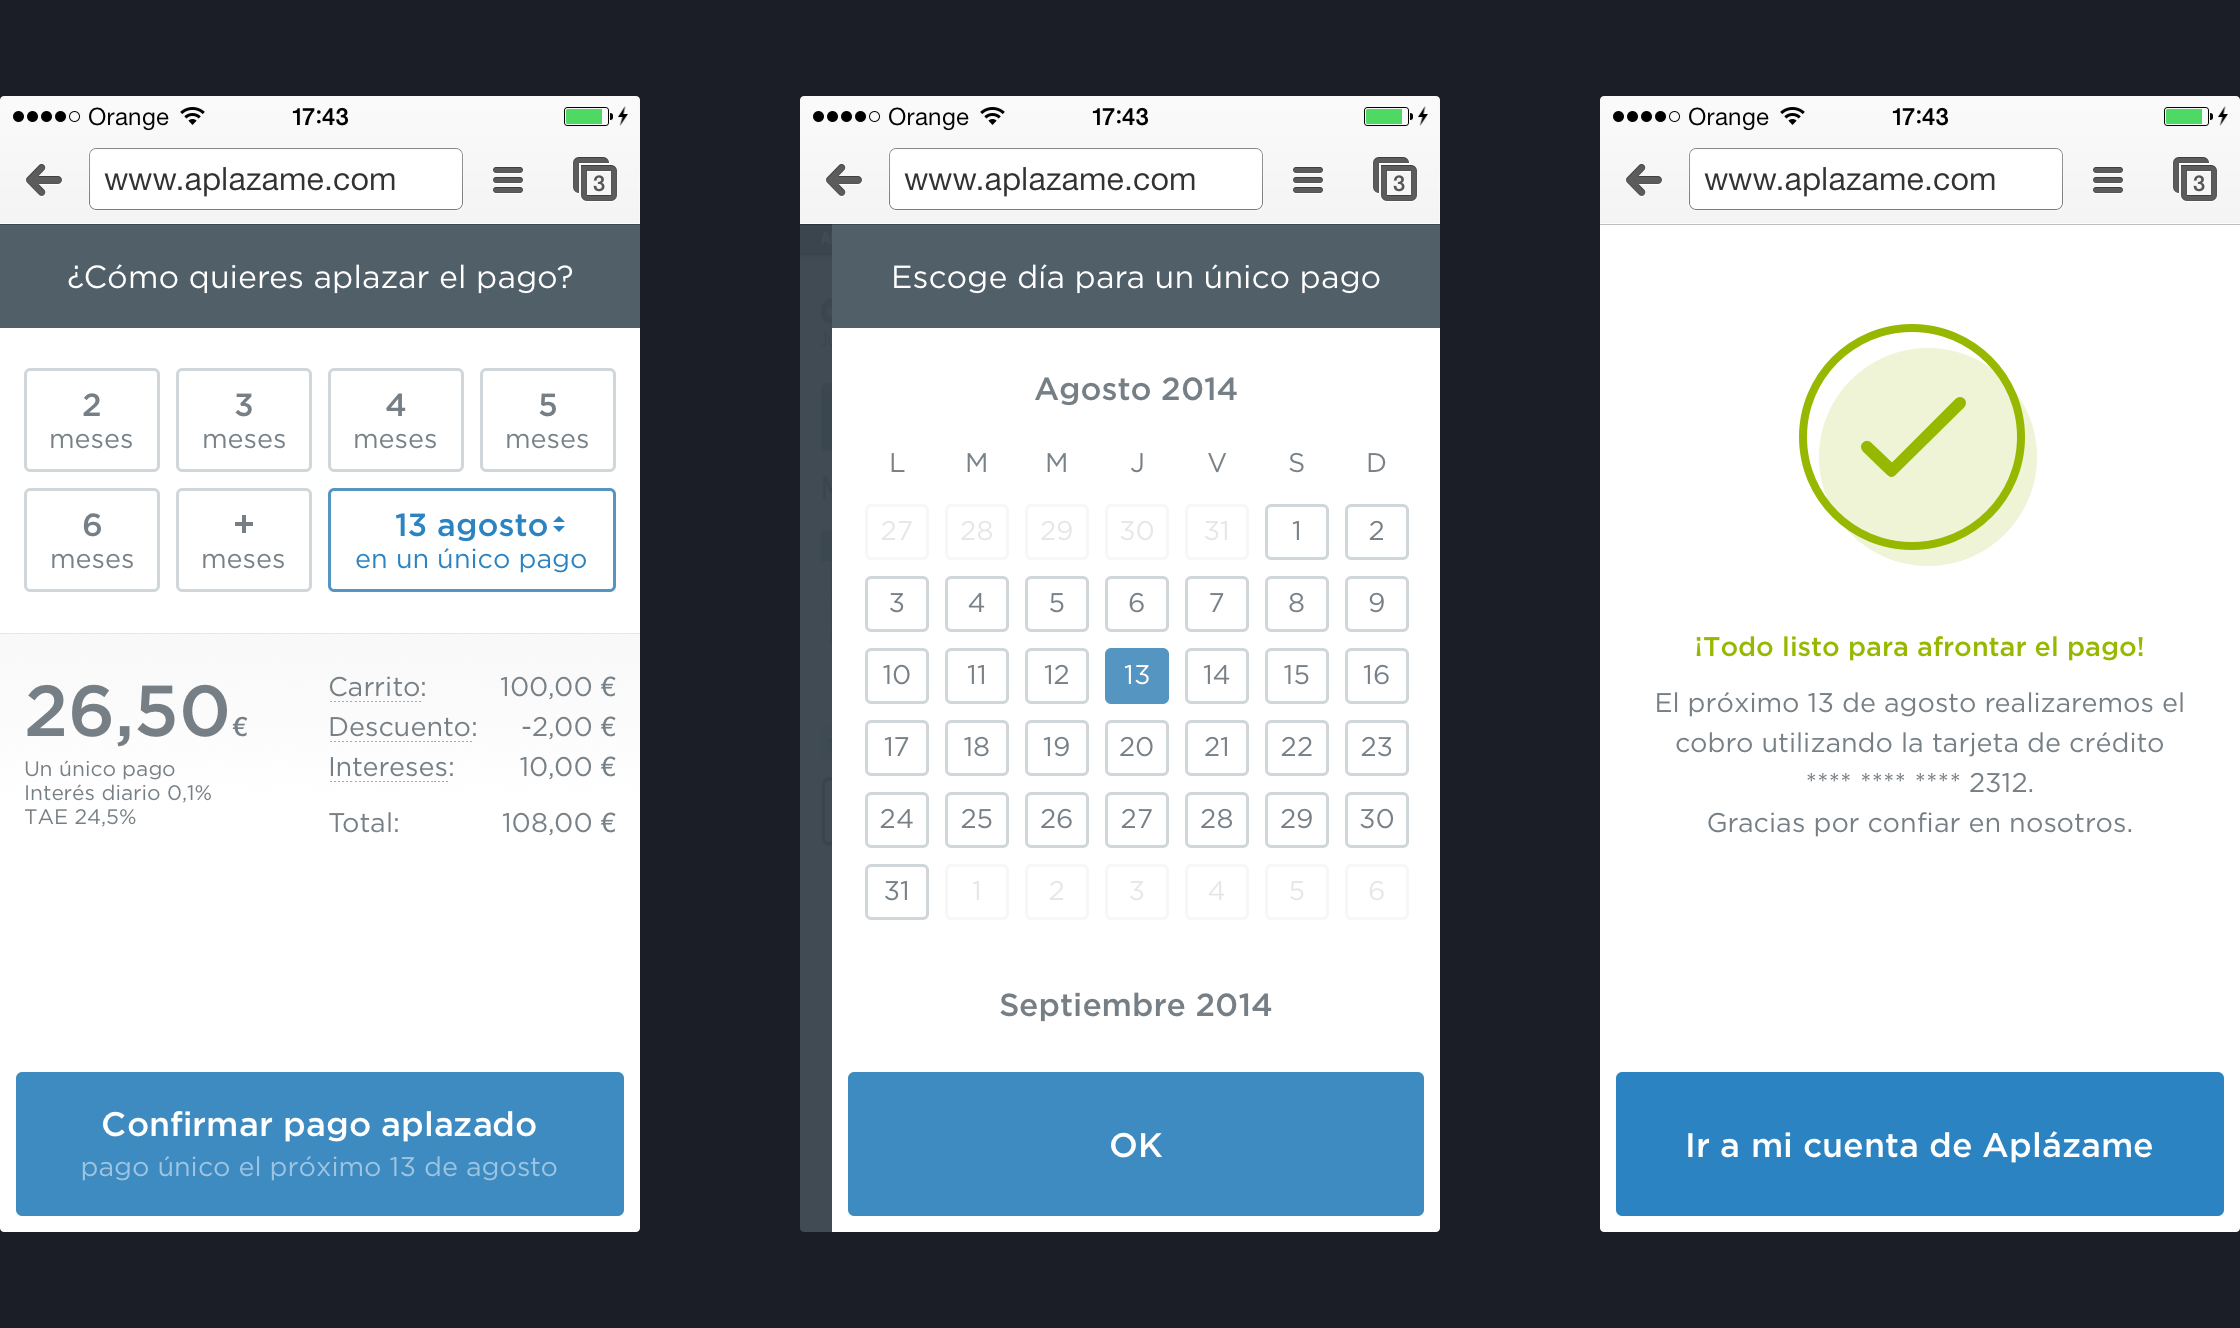 Orange 17:43
www.aplazame.com 3
¿Cómo quieres aplazar el pago?
2 3 4 5
meses meses meses meses
6 + 13 agosto
meses meses en un único pago
26,50 €
Un único pago
Interés diario 0,1%
TAE 24,5%
Carrito: 100,00 €
Descuento: -2,00 €
Intereses: 10,00 €
Total: 108,00 €
Confirmar pago aplazado
pago único el próximo 13 de agosto
Orange 17:43
www.aplazame.com 3
Escoge día para un único pago
Agosto 2014
L M M J V S D
27 28 29 30 31 1 2
3 4 5 6 7 8 9
10 11 12 13 14 15 16
17 18 19 20 21 22 23
24 25 26 27 28 29 30
31 1 2 3 4 5 6
Septiembre 2014
OK
Orange 17:43
www.aplazame.com 3
¡Todo listo para afrontar el pago!
El próximo 13 de agosto realizaremos el
cobro utilizando la tarjeta de crédito
**** **** **** 2312.
Gracias por confiar en nosotros.
Ir a mi cuenta de Aplázame